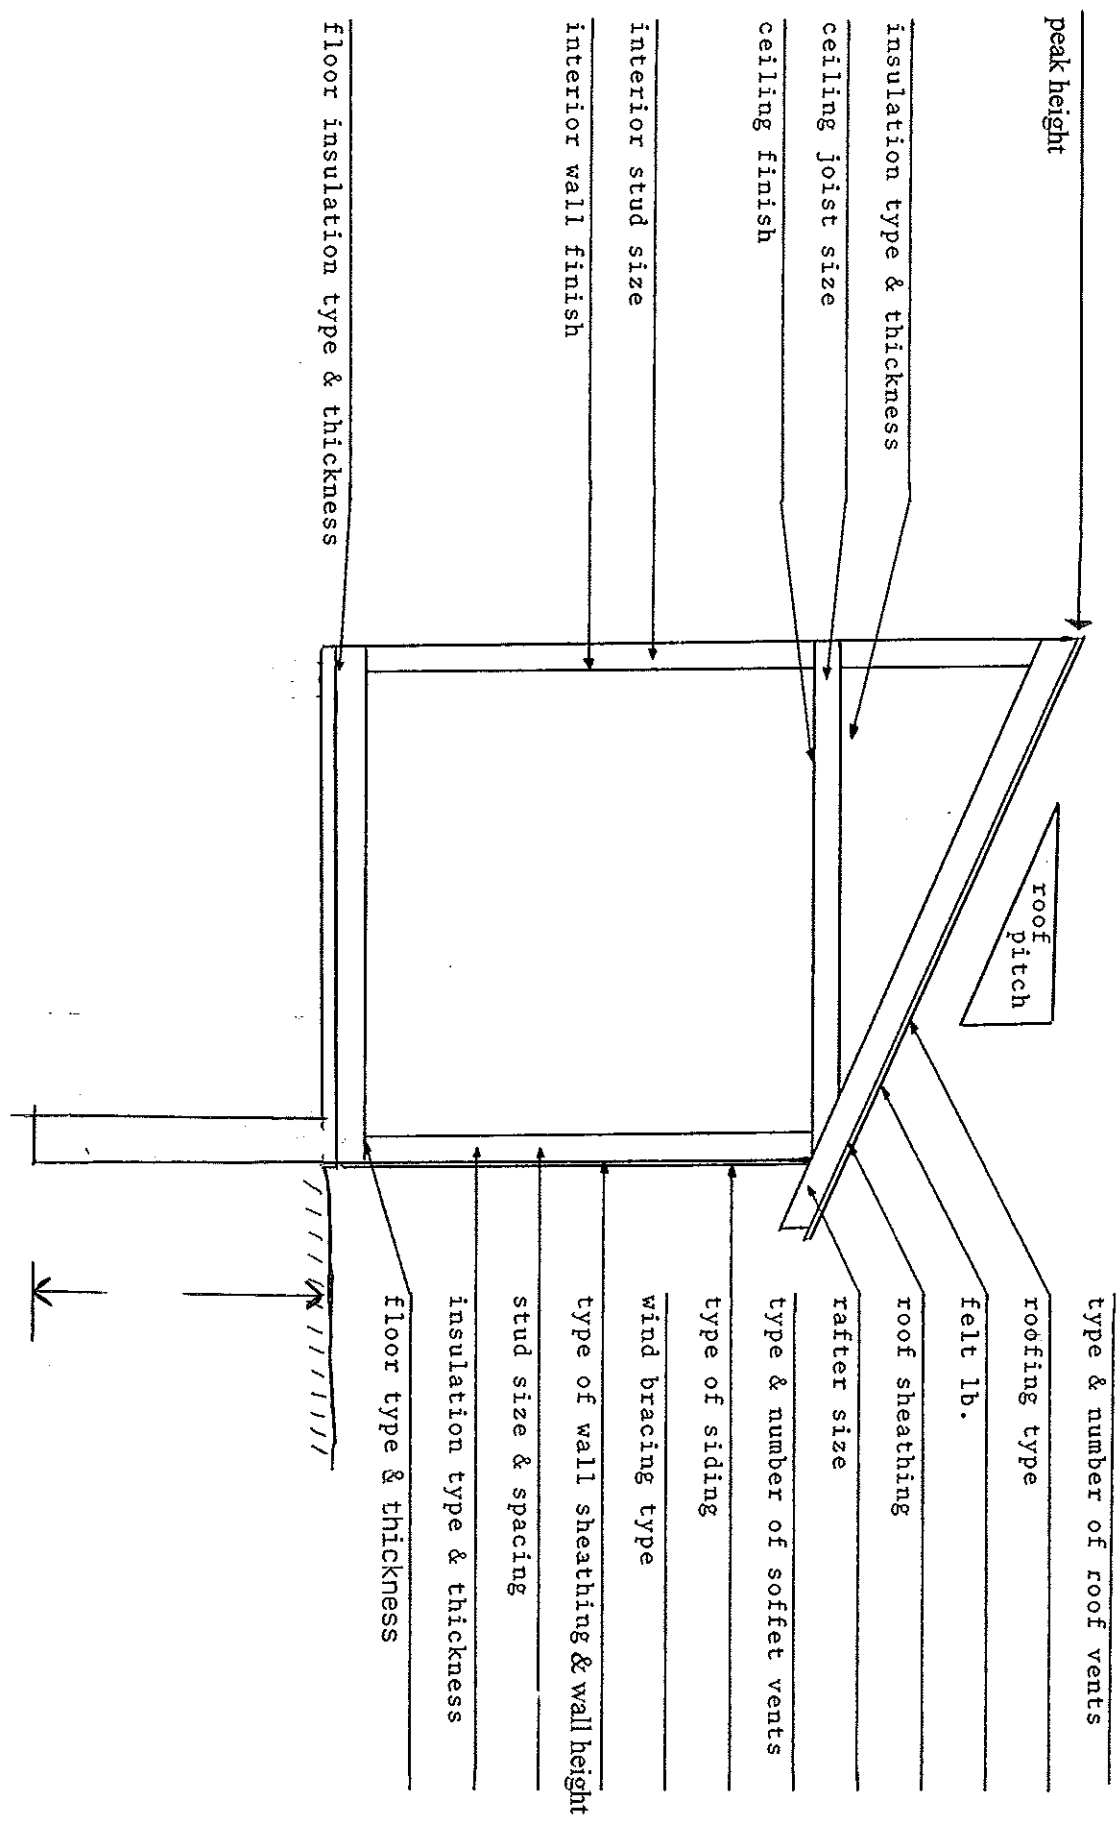 peak height
insulation type & thickness
ceiling joist size
ceiling finish
interior stud size
interior wall finish
floor insulation type & thickness
roof
pitch
type & number of roof vents
roofing type
felt lb.
roof sheathing
rafter size
type & number of soffet vents
type of siding
wind bracing type
type of wall sheathing & wall height
stud size & spacing
insulation type & thickness
floor type & thickness